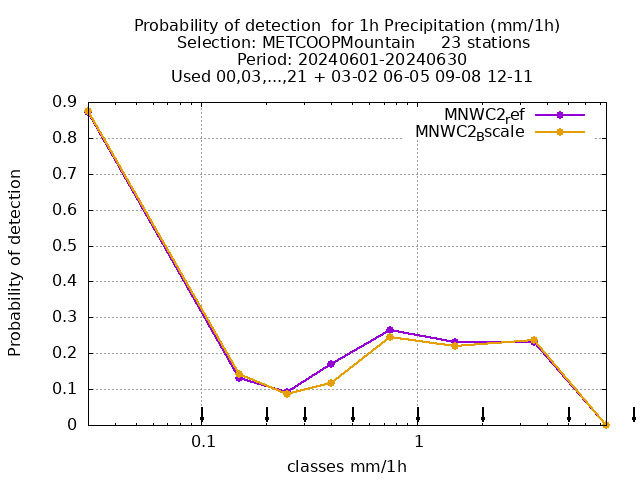 Probability of detection  for 1h Precipitation (mm/1h)
Selection: METCOOPMountain     23 stations
Period: 20240601-20240630
Used 00,03,...,21 + 03-02 06-05 09-08 12-11
MNWC2ref
MNWC2Bscale
0.9
0.8
0.7
0.6
0.5
0.4
0.3
0.2
0.1
0
Probability of detection
0.1
1
classes mm/1h